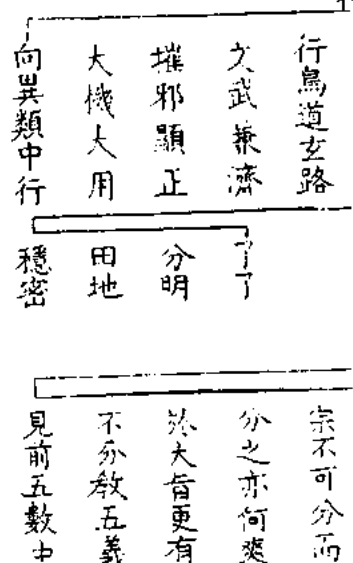 行鳥道玄路
文武兼濟
摧邪顯正
大機大用
向異類中行
了了
分明
田地
穩密
宗不可分而
分之亦何爽
於大旨更有
不分教五義
見前五數中